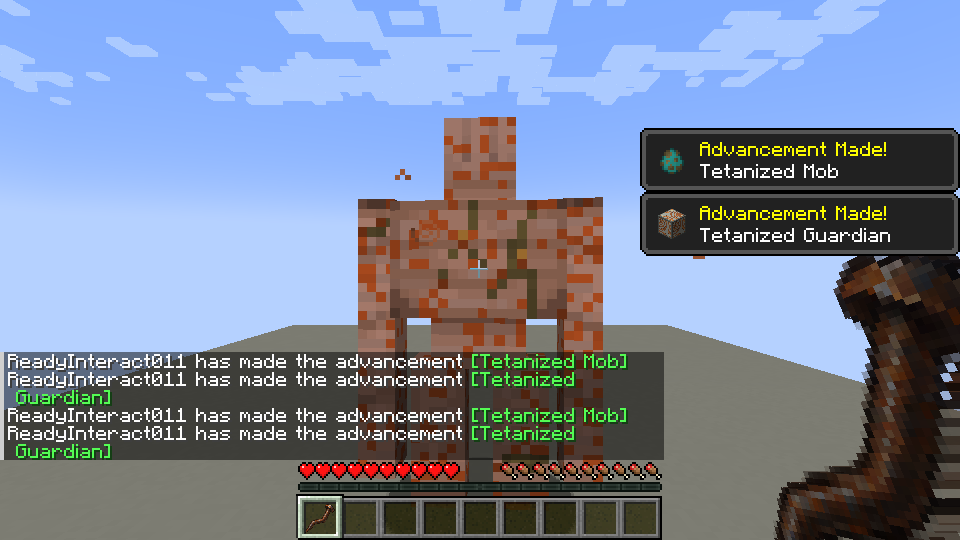 Advancement Made!
Tetanized Mob
Advancement Made!
Tetanized Guardian
ReadyInteract011 has made the advancement [Tetanized Mob]
ReadyInteract011 has made the advancement [Tetanized
Guardian]
ReadyInteract011 has made the advancement [Tetanized Mob]
ReadyInteract011 has made the advancement [Tetanized
Guardian]